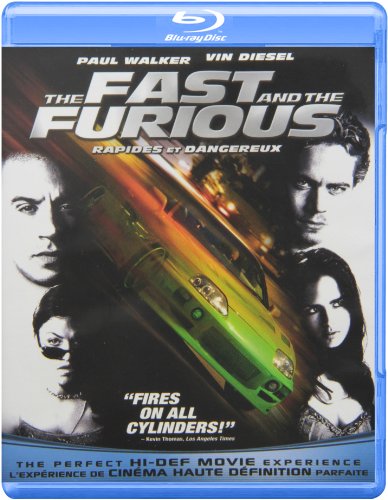 Blu-ray Disc
PAUL WALKER VIN DIESEL
THE FAST AND THE
FURIOUS
RAPIDES ET DANGEREUX
"FIRES
ON ALL
CYLINDERS!"
– Kevin Thomas, Los Angeles Times
THE PERFECT HI-DEF MOVIE EXPERIENCE
L'EXPÉRIENCE DE CINÉMA HAUTE DÉFINITION PARFAITE